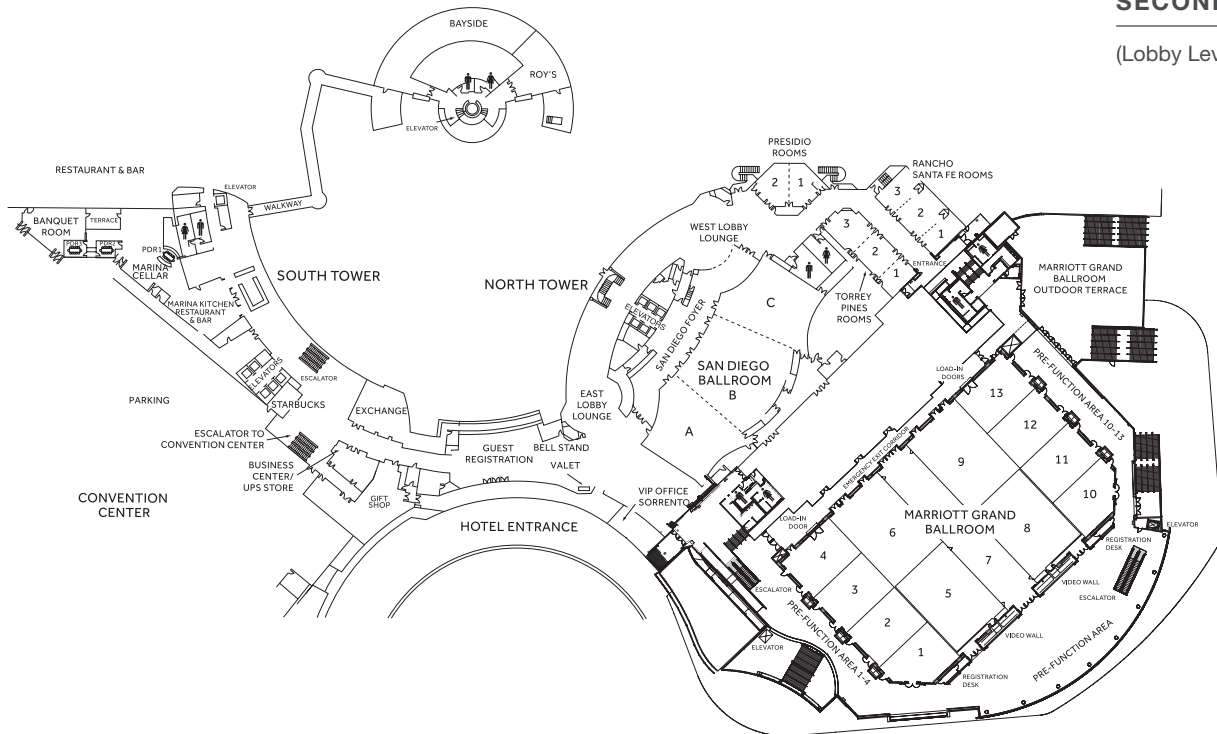 SECOND
(Lobby Lev
BAYSIDE
ROY'S
ELEVATOR
RESTAURANT & BAR
ELEVATOR
WALKWAY
BANQUET
ROOM
TERRACE
PDR3
PDR2
PDR1
MARINA
CELLAR
MARINA KITCHEN
RESTAURANT
& BAR
SOUTH TOWER
ELEVATORS
ESCALATOR
STARBUCKS
EXCHANGE
PARKING
ESCALATOR TO
CONVENTION CENTER
BUSINESS
CENTER/
UPS STORE
GIFT
SHOP
CONVENTION
CENTER
GUEST
REGISTRATION
BELL STAND
VALET
HOTEL ENTRANCE
VIP OFFICE
SORRENTO
NORTH TOWER
EAST
LOBBY
LOUNGE
WEST LOBBY
LOUNGE
ELEVATORS
SAN DIEGO FOYER
SAN DIEGO
BALLROOM
A
B
C
PRESIDIO
ROOMS
2
1
RANCHO
SANTA FE ROOMS
3
2
1
3
2
1
TORREY
PINES
ROOMS
ENTRANCE
MARRIOTT GRAND
BALLROOM
OUTDOOR TERRACE
LOAD-IN
DOORS
PRE-FUNCTION AREA 10-13
EMERGENCY EXIT CORRIDOR
LOAD-IN
DOOR
MARRIOTT GRAND
BALLROOM
13
12
11
10
9
8
7
6
5
4
3
2
1
ELEVATOR
REGISTRATION
DESK
VIDEO WALL
ESCALATOR
VIDEO WALL
PRE-FUNCTION AREA
REGISTRATION
DESK
ESCALATOR
PRE-FUNCTION AREA 1-4
ELEVATOR